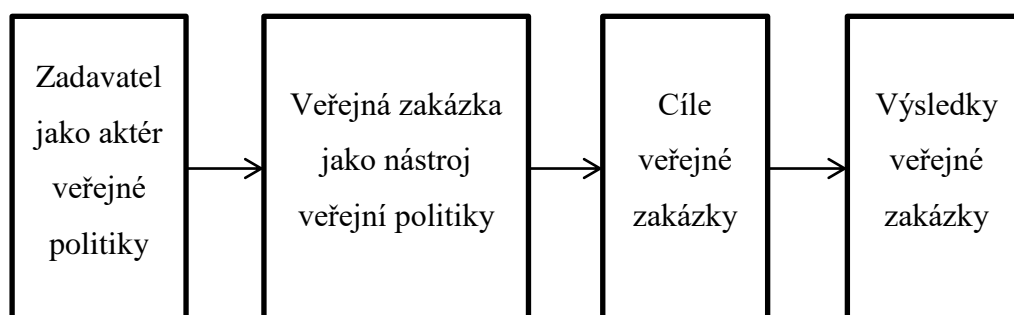 Zadavatel
jako aktér
veřejné
politiky
Veřejná zakázka
jako nástroj
veřejní politiky
Cíle
veřejné
zakázky
Výsledky
veřejné
zakázky